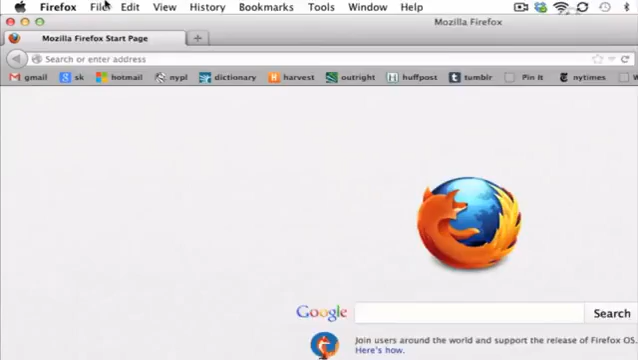 Firefox File Edit View History Bookmarks Tools Window Help
Mozilla Firefox
Mozilla Firefox Start Page
Search or enter address
gmail sk hotmail nypl dictionary harvest outright huffpost tumblr Pin It nytimes
Google Search
Join users around the world and support the release of Firefox OS.
Here's how.